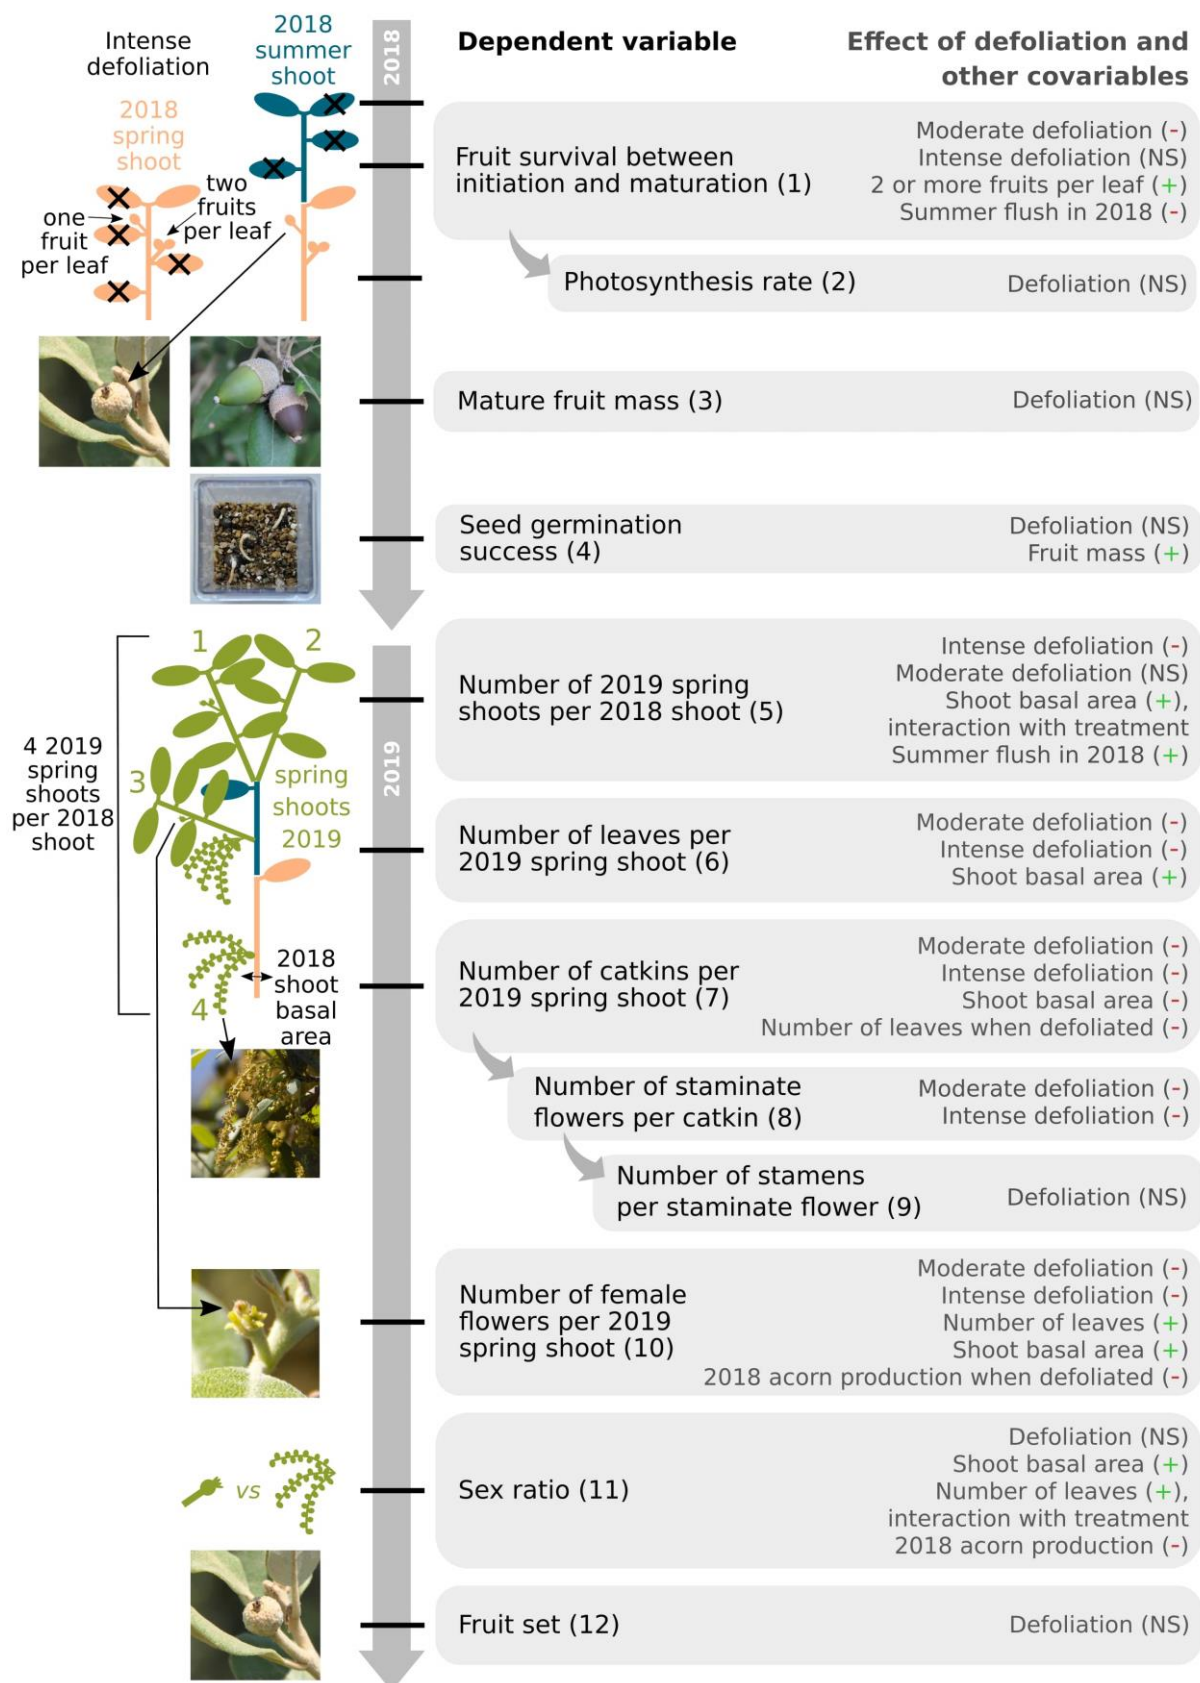 Intense
defoliation
2018
summer
shoot
2018
spring
shoot
one
fruit
per leaf
two
fruits
per leaf
2018
Dependent variable
Effect of defoliation and
other covariables
Fruit survival between
initiation and maturation (1)
Moderate defoliation (-)
Intense defoliation (NS)
2 or more fruits per leaf (+)
Summer flush in 2018 (-)
Photosynthesis rate (2)
Defoliation (NS)
Mature fruit mass (3)
Defoliation (NS)
Seed germination
success (4)
Defoliation (NS)
Fruit mass (+)
1
2
3
4
4 2019
spring
shoots
per 2018
shoot
spring
shoots
2019
2018
shoot
basal
area
2019
Number of 2019 spring
shoots per 2018 shoot (5)
Intense defoliation (-)
Moderate defoliation (NS)
Shoot basal area (+),
interaction with treatment
Summer flush in 2018 (+)
Number of leaves per
2019 spring shoot (6)
Moderate defoliation (-)
Intense defoliation (-)
Shoot basal area (+)
Number of catkins per
2019 spring shoot (7)
Moderate defoliation (-)
Intense defoliation (-)
Shoot basal area (-)
Number of leaves when defoliated (-)
Number of staminate
flowers per catkin (8)
Moderate defoliation (-)
Intense defoliation (-)
Number of stamens
per staminate flower (9)
Defoliation (NS)
Number of female
flowers per 2019
spring shoot (10)
Moderate defoliation (-)
Intense defoliation (-)
Number of leaves (+)
Shoot basal area (+)
2018 acorn production when defoliated (-)
vs
Sex ratio (11)
Defoliation (NS)
Shoot basal area (+)
Number of leaves (+),
interaction with treatment
2018 acorn production (-)
Fruit set (12)
Defoliation (NS)